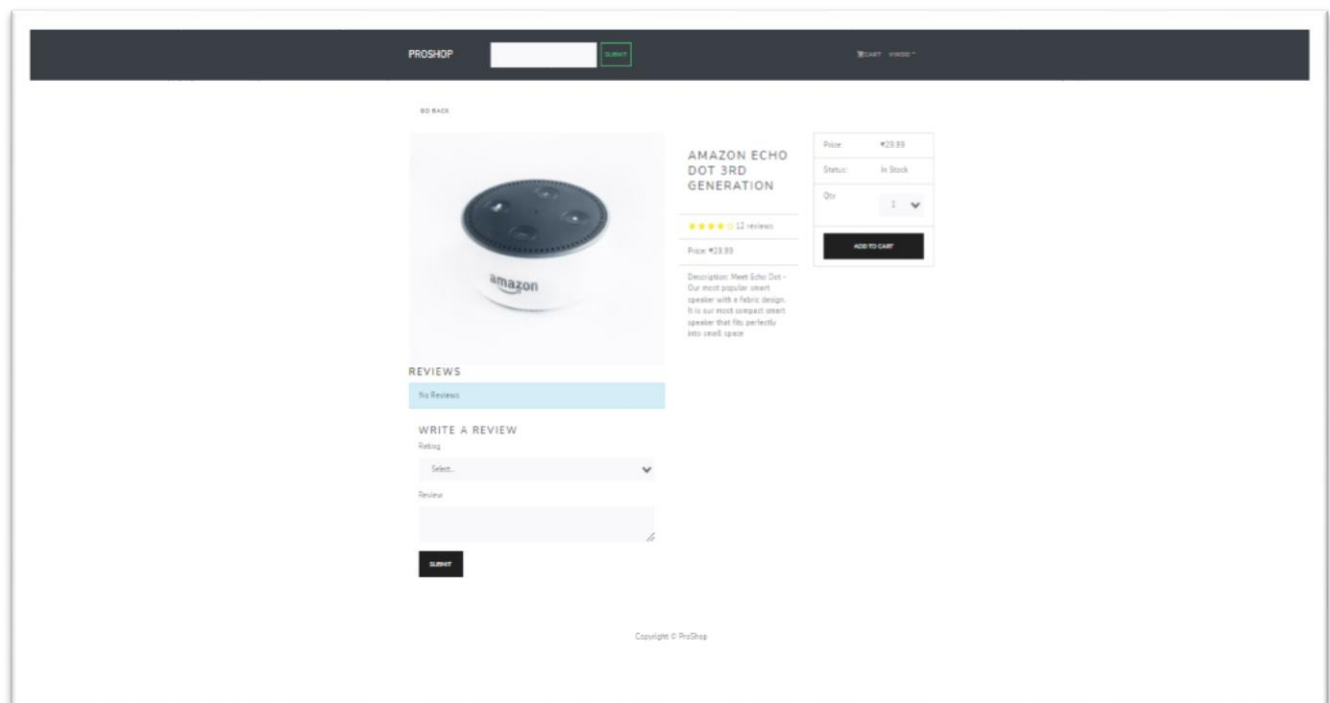 PROSHOP
SUBMIT
CART
GO BACK
amazon
AMAZON ECHO
DOT 3RD
GENERATION
12 reviews
Price: ₹29.99
Description: Meet Echo Dot -
Our most popular smart
speaker with a fabric design.
It is our most compact smart
speaker that fits perfectly
into small space
Price: ₹29.99
Status: In Stock
Qty 1
ADD TO CART
REVIEWS
No Reviews
WRITE A REVIEW
Rating
Select...
Review
SUBMIT
Copyright © ProShop